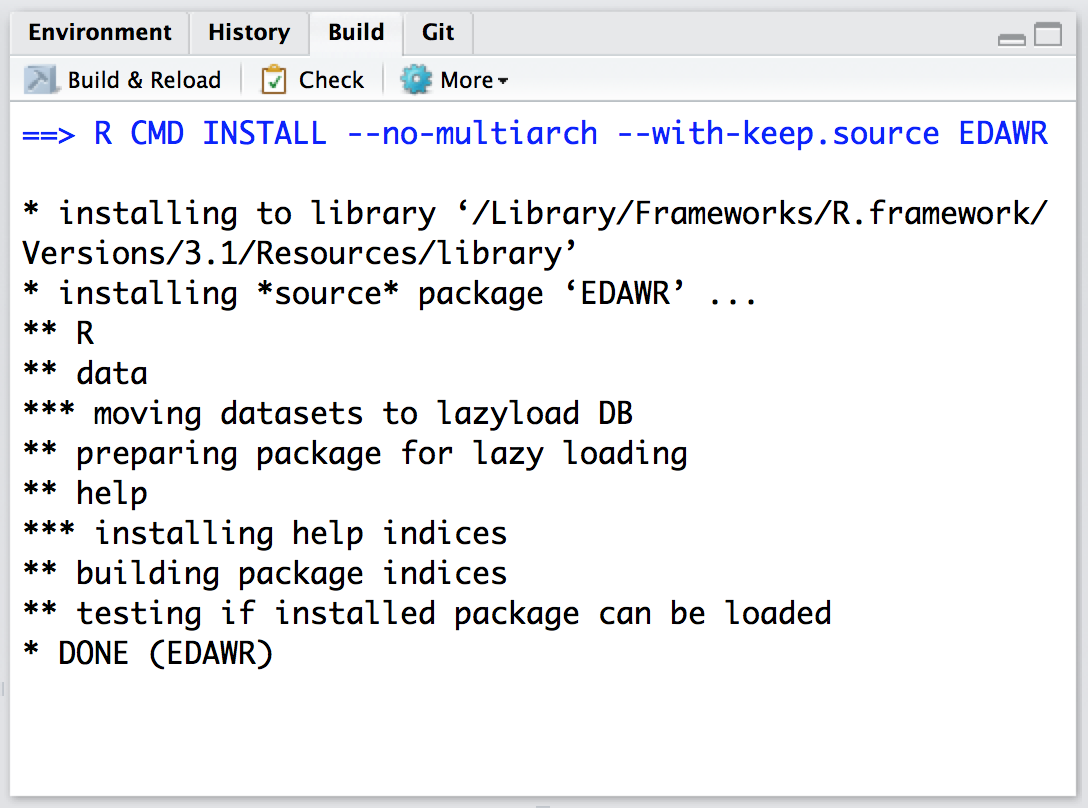 Environment History Build Git
Build & Reload Check More
==> R CMD INSTALL --no-multiarch --with-keep.source EDAWR
* installing to library ‘/Library/Frameworks/R.framework/
Versions/3.1/Resources/library’
* installing *source* package ‘EDAWR’ ...
** R
** data
*** moving datasets to lazyload DB
** preparing package for lazy loading
** help
*** installing help indices
** building package indices
** testing if installed package can be loaded
* DONE (EDAWR)